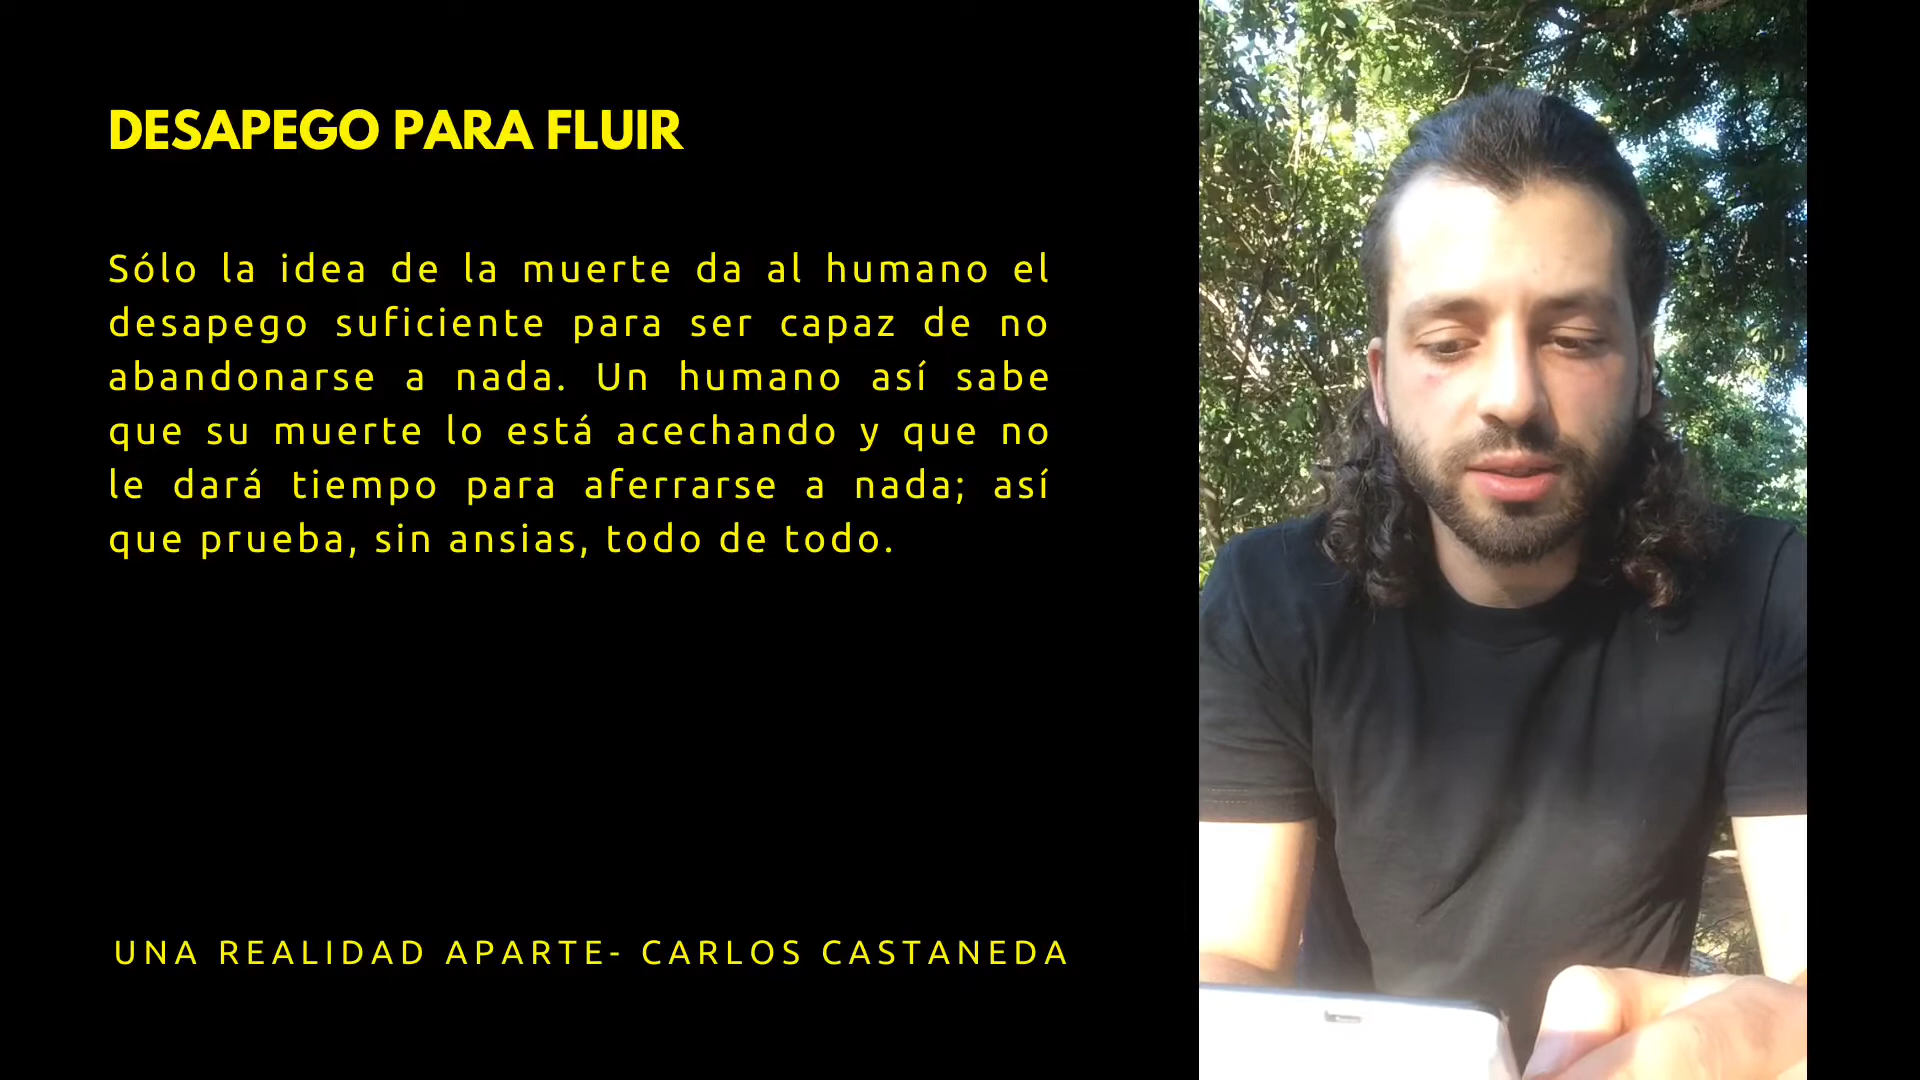 DESAPEGO PARA FLUIR
Sólo la idea de la muerte da al humano el
desapego suficiente para ser capaz de no
abandonarse a nada. Un humano así sabe
que su muerte lo está acechando y que no
le dará tiempo para aferrarse a nada; así
que prueba, sin ansias, todo de todo.
UNA REALIDAD APARTE- CARLOS CASTANEDA